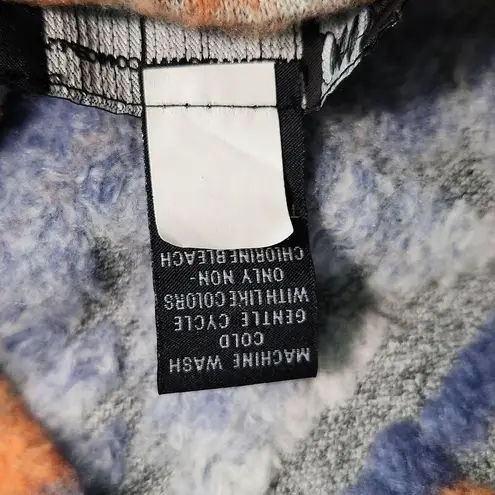 MACHINE WASH
COLD
GENTLE CYCLE
WITH LIKE COLORS
ONLY NON-
CHLORINE BLEACH